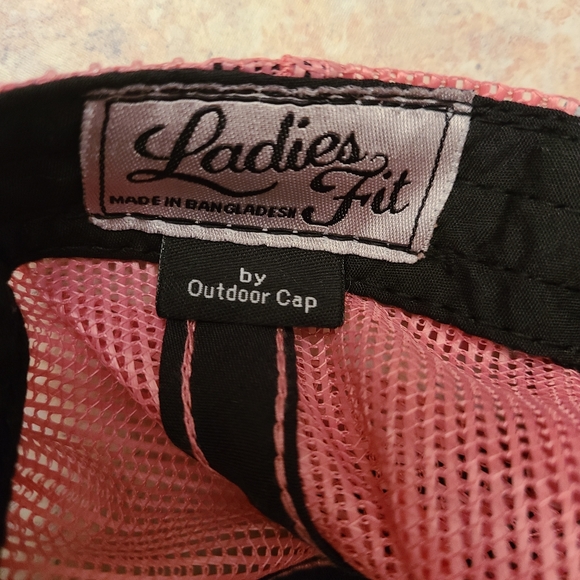 Ladies
Fit
MADE IN BANGLADESH
by
Outdoor Cap